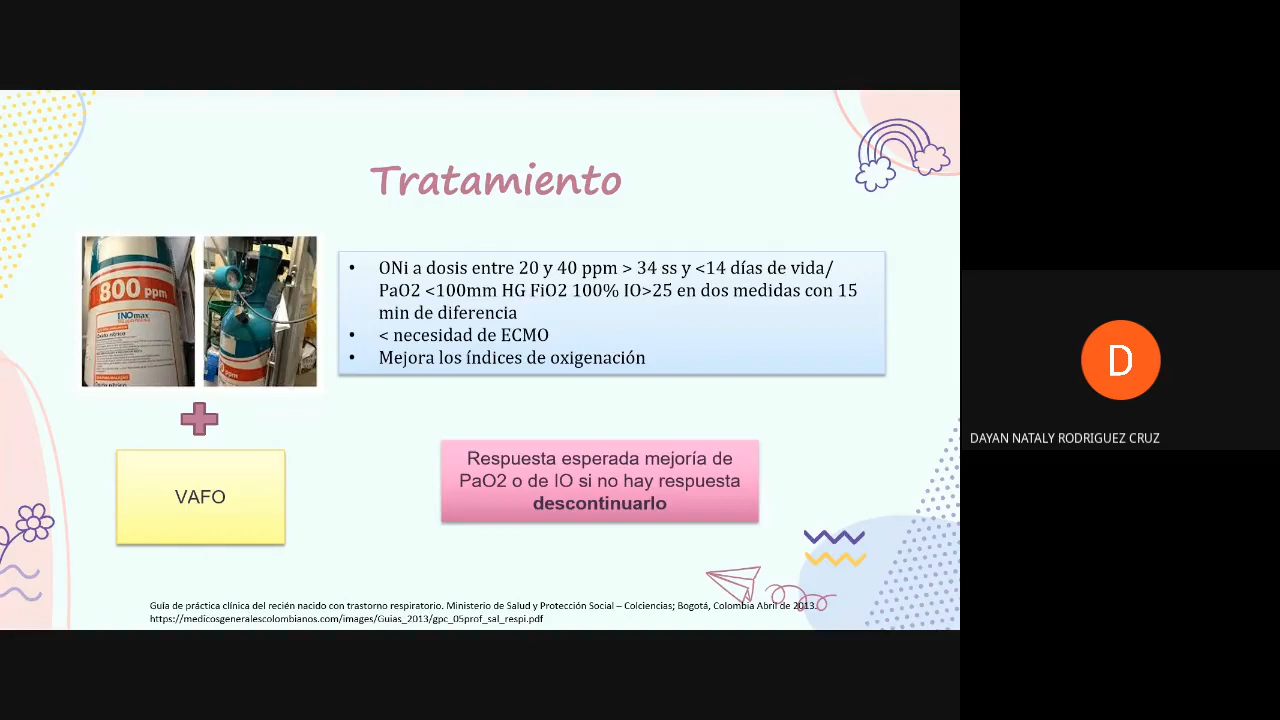 Tratamiento
800 ppm
INOmax
• ONi a dosis entre 20 y 40 ppm > 34 ss y <14 días de vida/
PaO2 <100mm HG FiO2 100% IO>25 en dos medidas con 15
min de diferencia
• < necesidad de ECMO
• Mejora los índices de oxigenación
VAFO
Respuesta esperada mejoría de
PaO2 o de IO si no hay respuesta
descontinuarlo
Guía de práctica clínica del recién nacido con trastorno respiratorio. Ministerio de Salud y Protección Social – Colciencias; Bogotá, Colombia Abril de 2013.
https://medicosgeneralescolombianos.com/images/Guias_2013/gpc_05prof_sal_respi.pdf
D
DAYAN NATALY RODRIGUEZ CRUZ